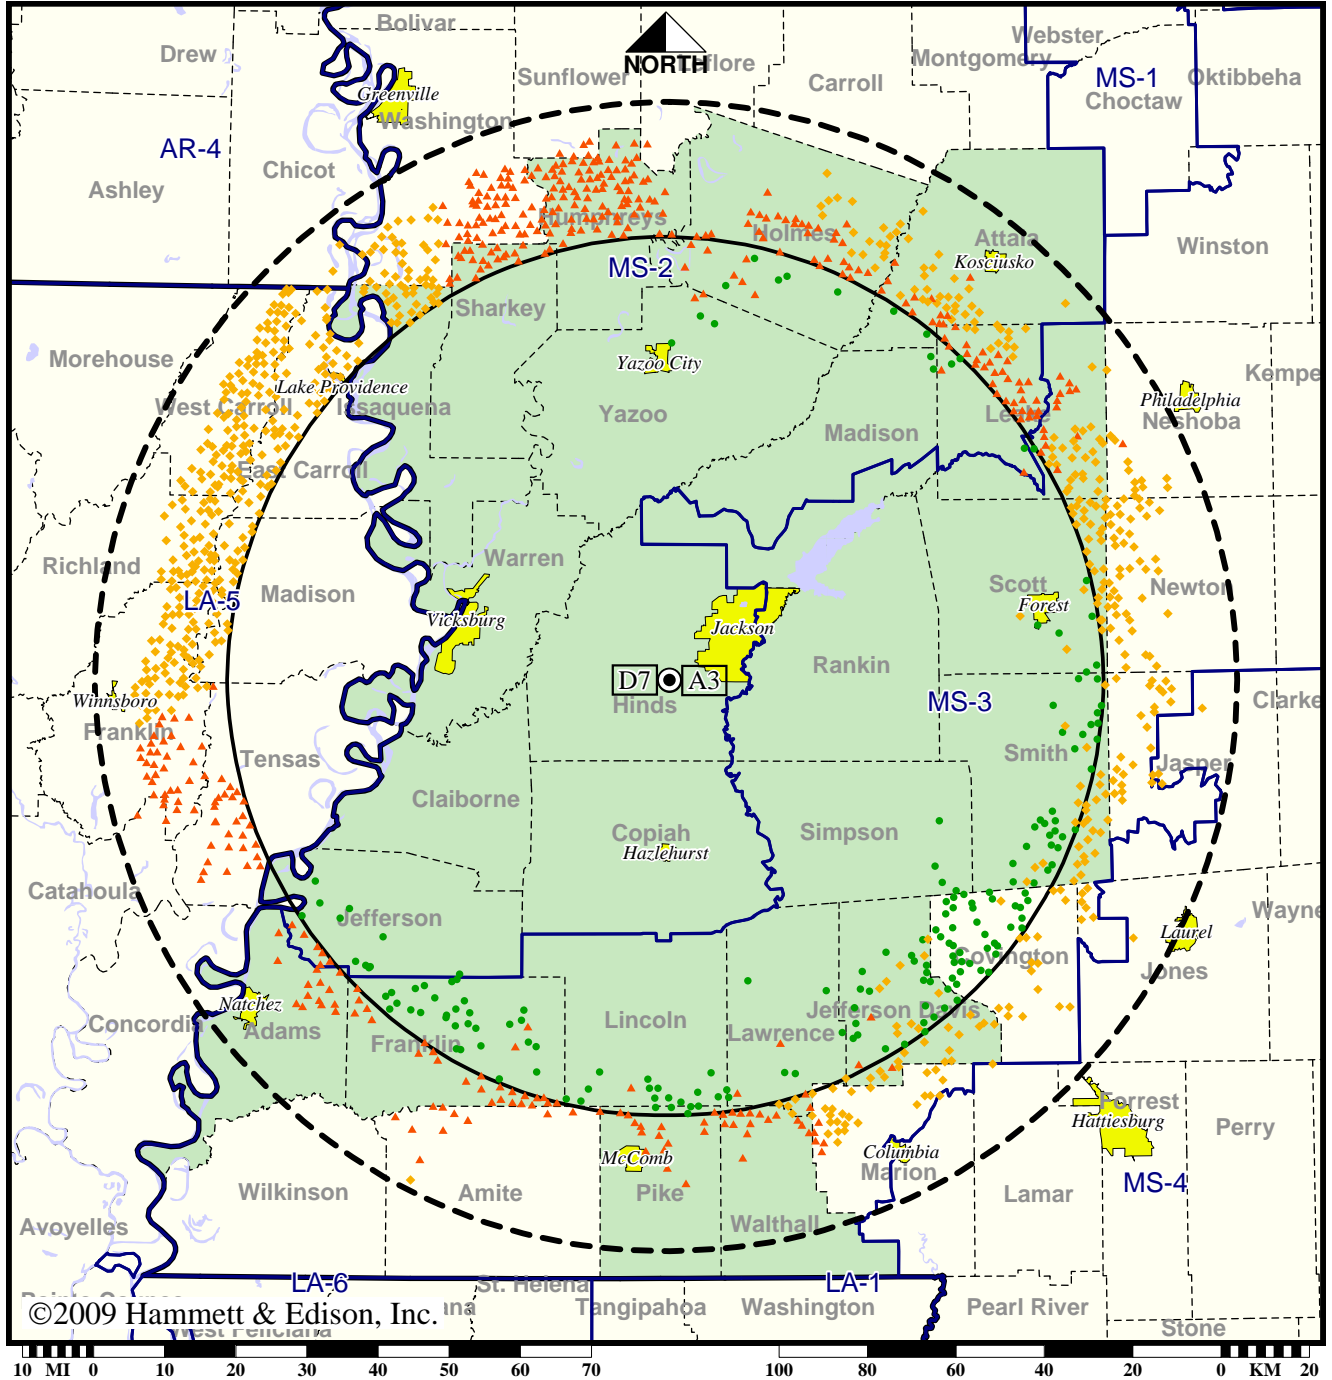 Bolivar
Webster
Drew
NORTH
Sunflower
Montgomery
Carroll
MS-1
Oktibbeha
Choctaw
Greenville
Washington
AR-4
Chicot
Ashley
Humphreys
Holmes
Attala
Kosciusko
Winston
MS-2
Sharkey
Morehouse
Yazoo City
Lake Providence
West Carroll
Issaquena
Yazoo
Madison
Leake
Philadelphia
Neshoba
Kempe
East Carroll
Richland
Warren
Madison
LA-5
Vicksburg
Jackson
Scott
Forest
Newton
Rankin
D7
A3
Hinds
MS-3
Winnsboro
Franklin
Clarke
Tensas
Smith
Jasper
Claiborne
Copiah
Hazlehurst
Simpson
Catahoula
Jefferson
Covington
Laurel
Jones
Wayne
Natchez
Concordia
Adams
Franklin
Lincoln
Lawrence
Jefferson Davis
McComb
Columbia
Marion
Hattiesburg
Forrest
Perry
Wilkinson
Amite
Pike
Walthall
Lamar
MS-4
Avoyelles
LA-6
St. Helena
LA-1
Tangipahoa
Washington
Pearl River
Stone
©2009 Hammett & Edison, Inc.
West Feliciana
10 MI 0 10 20 30 40 50 60 70
100 80 60 40 20 0 KM 20